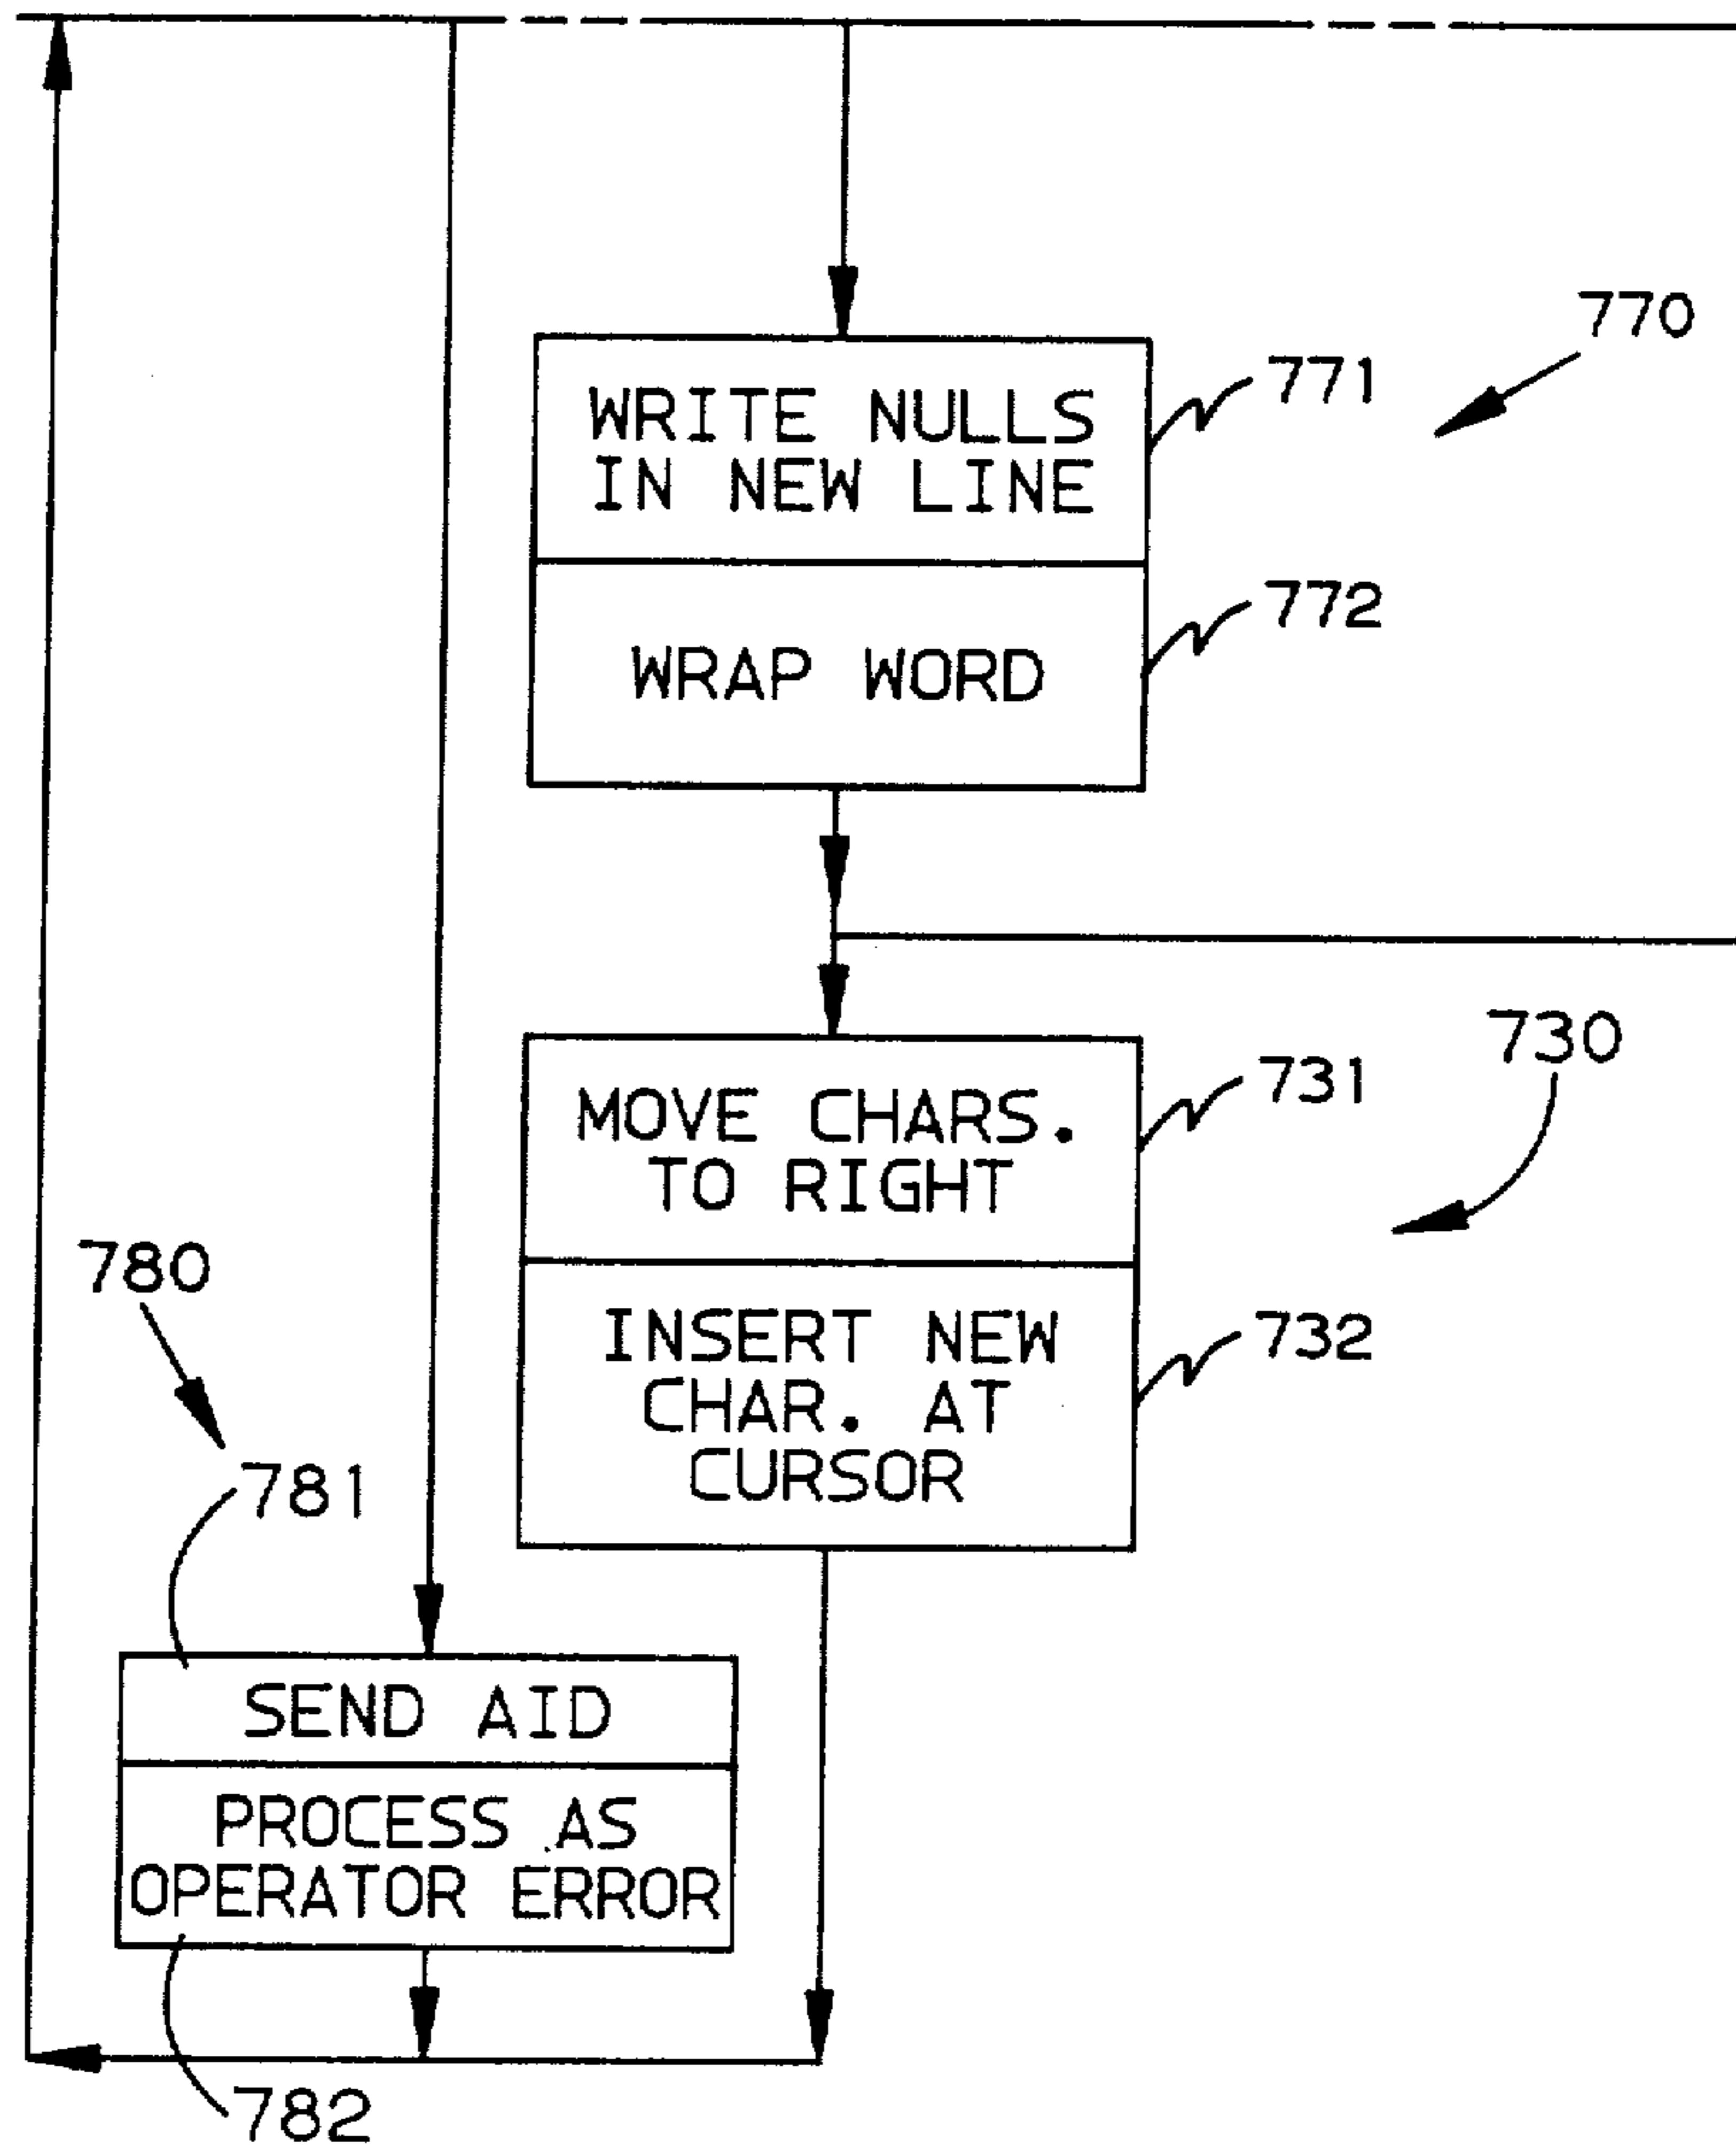 770
771
WRITE NULLS
IN NEW LINE
772
WRAP WORD
730
731
MOVE CHARS.
TO RIGHT
780
732
INSERT NEW
CHAR. AT
CURSOR
781
SEND AID
PROCESS AS
OPERATOR ERROR
782